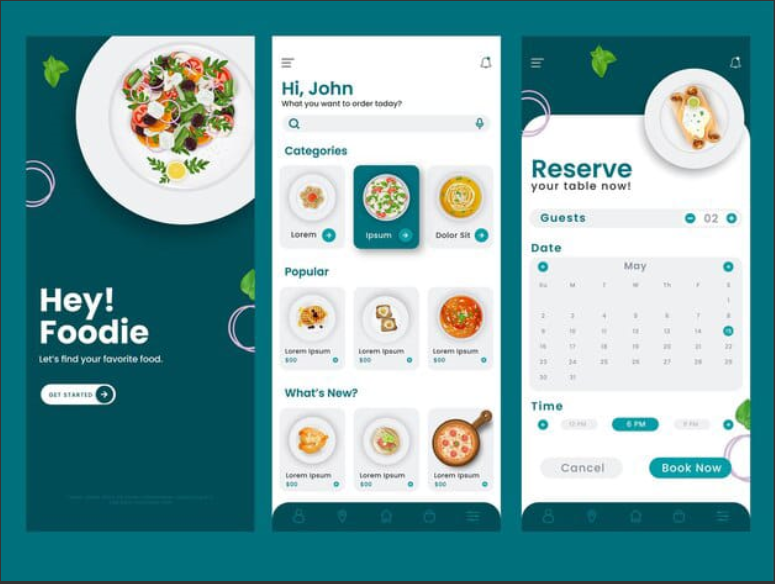 Hey!
Foodie
Let's find your favorite food.
GET STARTED
Hi, John
What you want to order today?
Categories
Lorem
Ipsum
Dolor Sit
Popular
Lorem Ipsum
$00
Lorem Ipsum
$00
Lorem Ipsum
$00
What's New?
Lorem Ipsum
$00
Lorem Ipsum
$00
Lorem Ipsum
$00
Reserve
your table now!
Guests 02
Date
May
Su M T W Th F S
1
2 3 4 5 6 7 8
9 10 11 12 13 14 15
16 17 18 19 20 21 22
23 24 25 26 27 28 29
30 31
Time
12 PM 6 PM 9 PM
Cancel Book Now